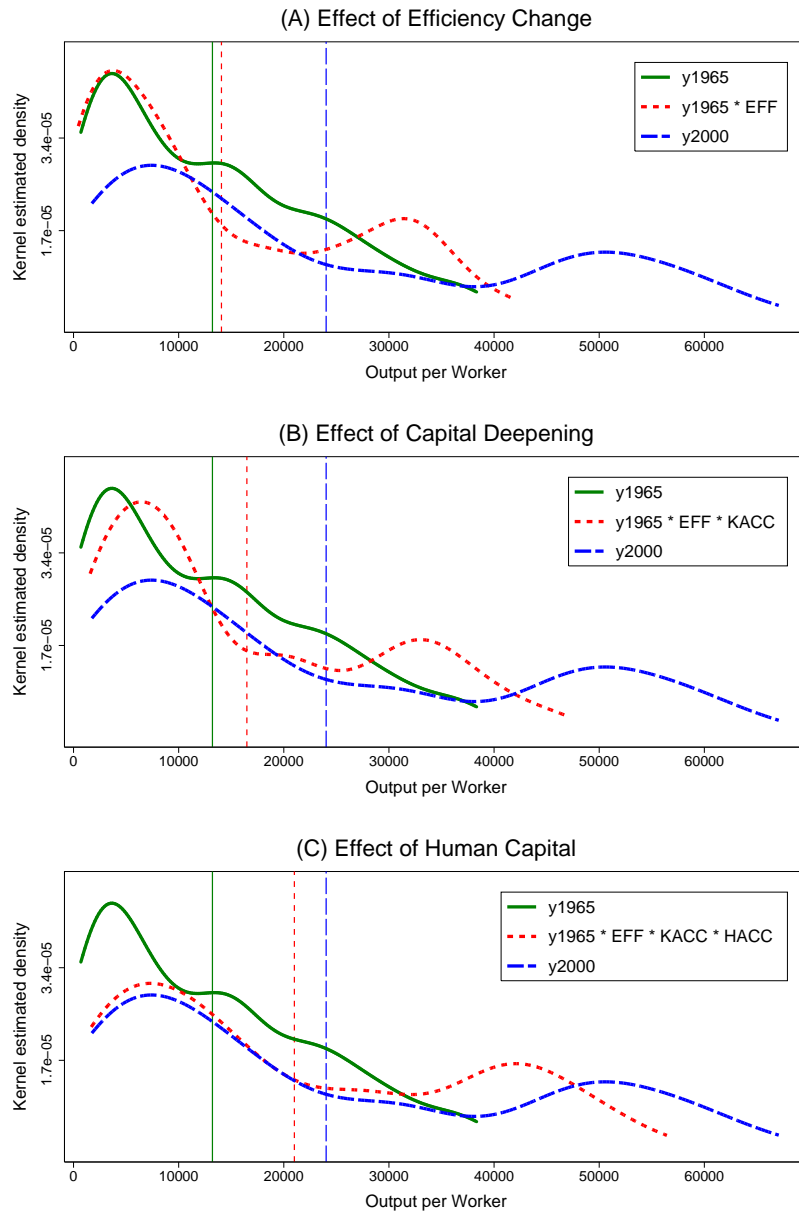 (A) Effect of Efficiency Change
Kernel estimated density
3.4e−05
1.7e−05
y1965
y1965 * EFF
y2000
0 10000 20000 30000 40000 50000 60000
Output per Worker
(B) Effect of Capital Deepening
Kernel estimated density
3.4e−05
1.7e−05
y1965
y1965 * EFF * KACC
y2000
0 10000 20000 30000 40000 50000 60000
Output per Worker
(C) Effect of Human Capital
Kernel estimated density
3.4e−05
1.7e−05
y1965
y1965 * EFF * KACC * HACC
y2000
0 10000 20000 30000 40000 50000 60000
Output per Worker